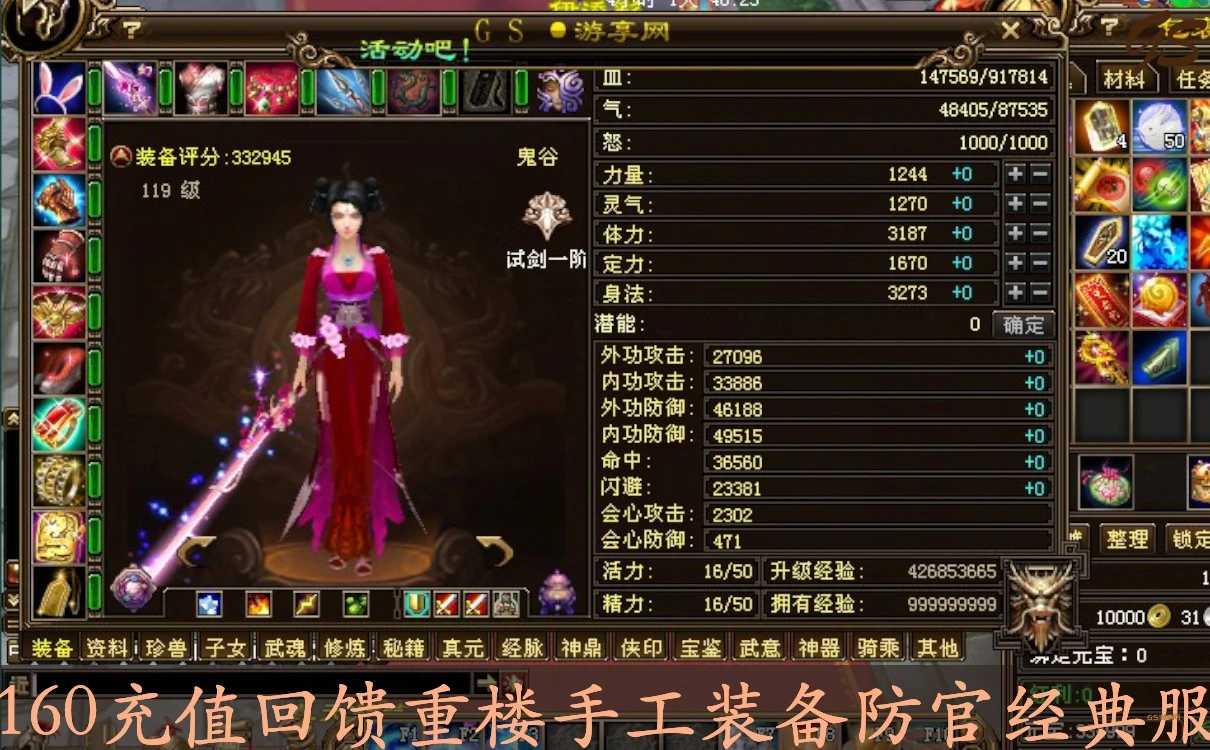 GS 游享网
活动吧！
装备评分:332945
119 级
鬼谷
试剑一阶
血: 147569/917814
气: 48405/87535
怒: 1000/1000
力量: 1244 +0
灵气: 1270 +0
体力: 3187 +0
定力: 1670 +0
身法: 3273 +0
潜能: 0 确定
外功攻击: 27096 +0
内功攻击: 33886 +0
外功防御: 46188 +0
内功防御: 49515 +0
命中: 36560 +0
闪避: 23381 +0
会心攻击: 2302
会心防御: 471
活力: 16/50 升级经验: 426853665
精力: 16/50 拥有经验: 999999999
装备 资料 珍兽 子女 武魂 修炼 秘籍 真元 经脉 神鼎 侠印 宝鉴 武意 神器 骑乘 其他
材料 任务
4 50
20
整理 锁定
10000 31
绑定元宝：0
160充值回馈重楼手工装备防官经典服